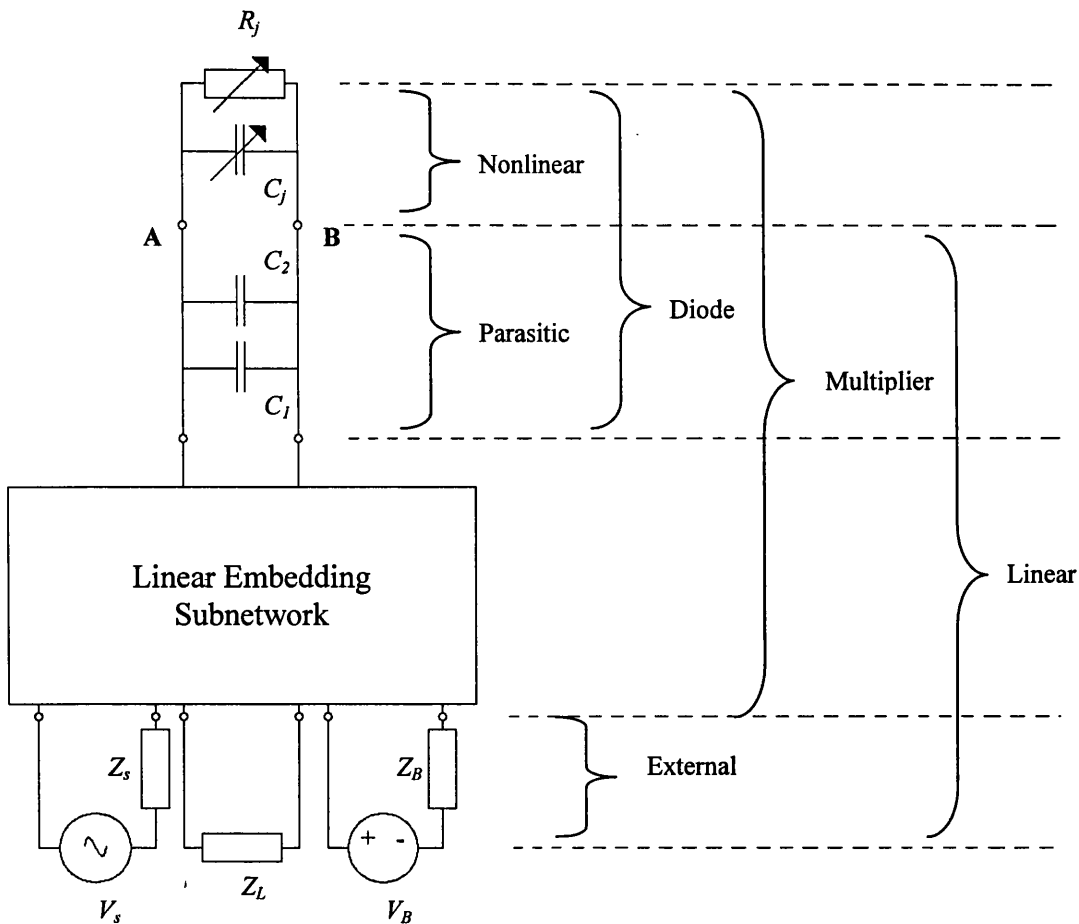 R_j
Nonlinear
C_j
A
B
C_2
Diode
Parasitic
Multiplier
C_1
Linear Embedding
Subnetwork
Linear
Z_s
Z_B
External
+ -
Z_L
V_s
V_B